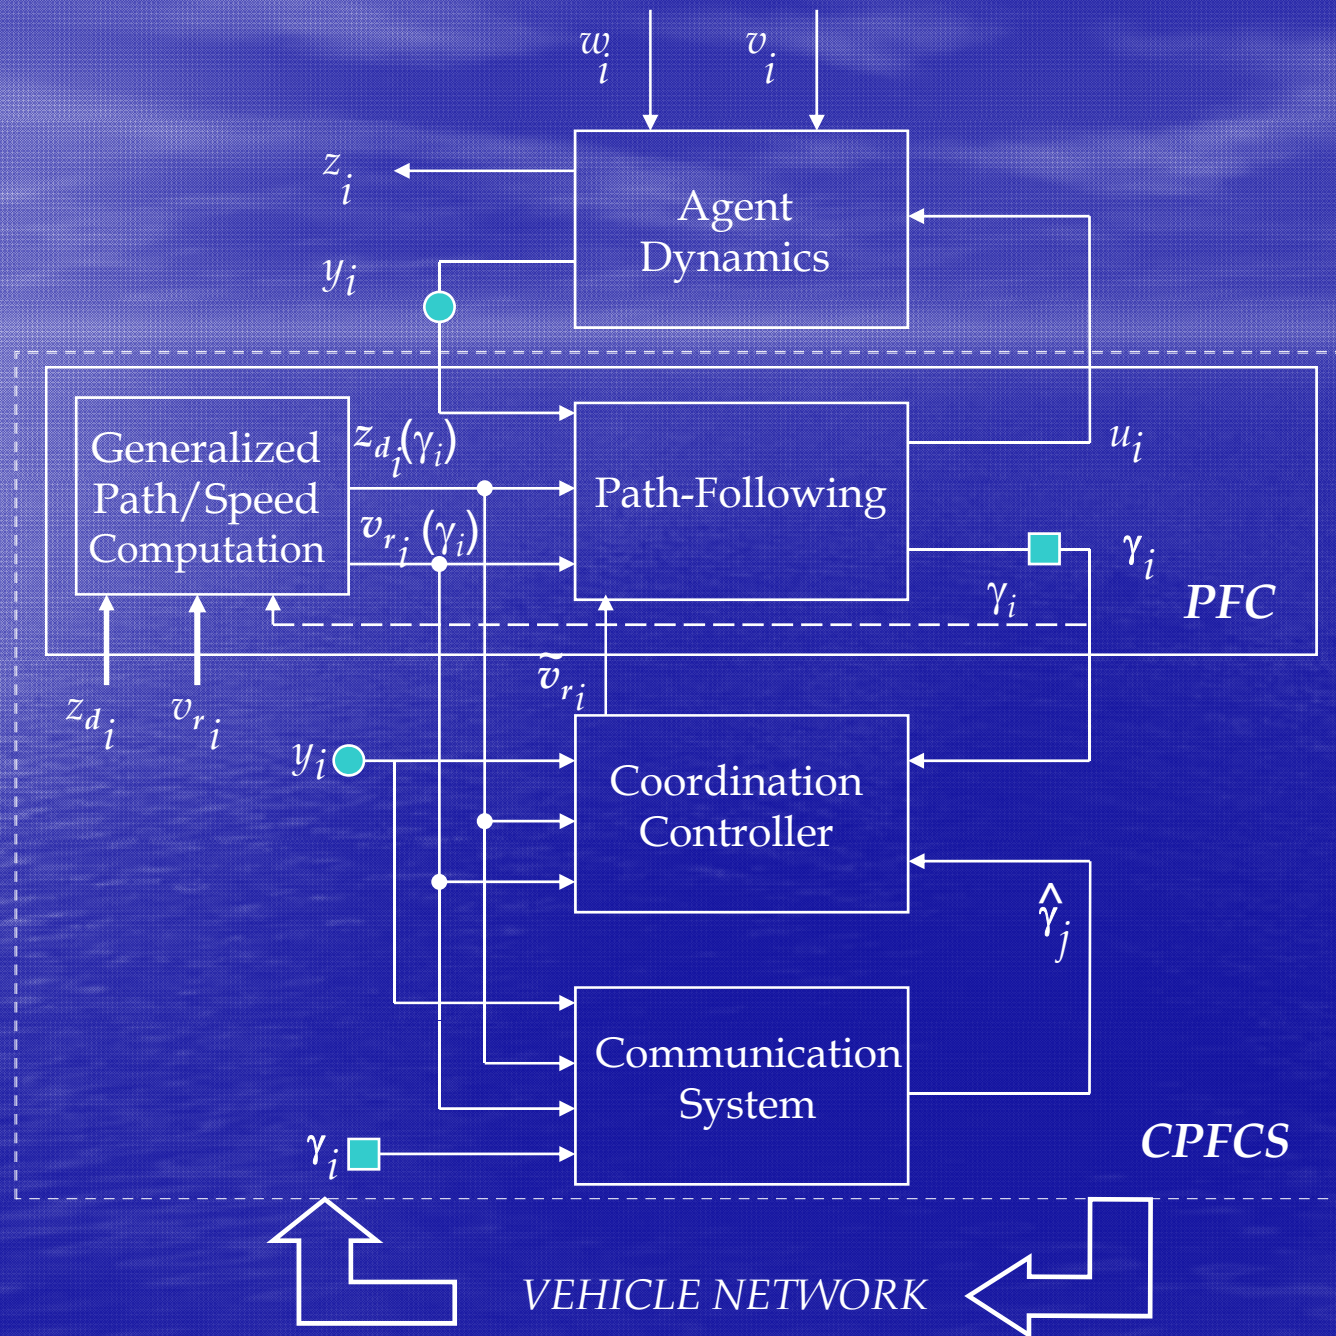 w_i v_i
z_i
Agent
Dynamics
y_i
Generalized
Path/Speed
Computation
z_{d_i}(γ_i)
v_{r_i}(γ_i)
Path-Following
u_i
γ_i
γ_i
PFC
ṽ_{r_i}
z_{d_i} v_{r_i}
y_i
Coordination
Controller
γ̂_j
Communication
System
γ_i
CPFCS
VEHICLE NETWORK